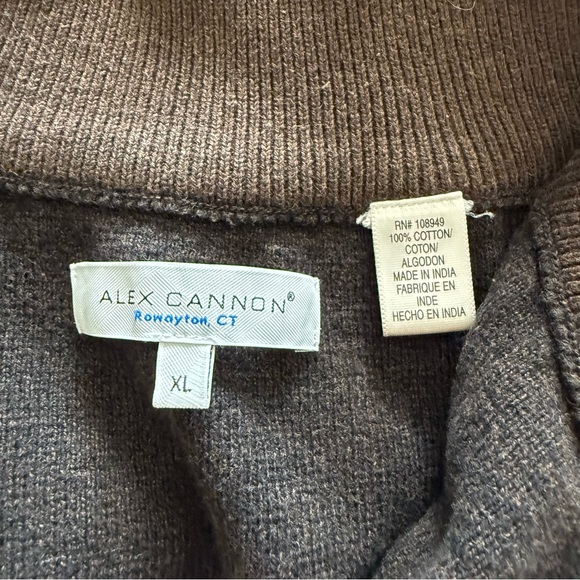 ALEX CANNON®
Rowayton, CT
XL
RN# 108949
100% COTTON/
COTON/
ALGODON
MADE IN INDIA
FABRIQUE EN
INDE
HECHO EN INDIA